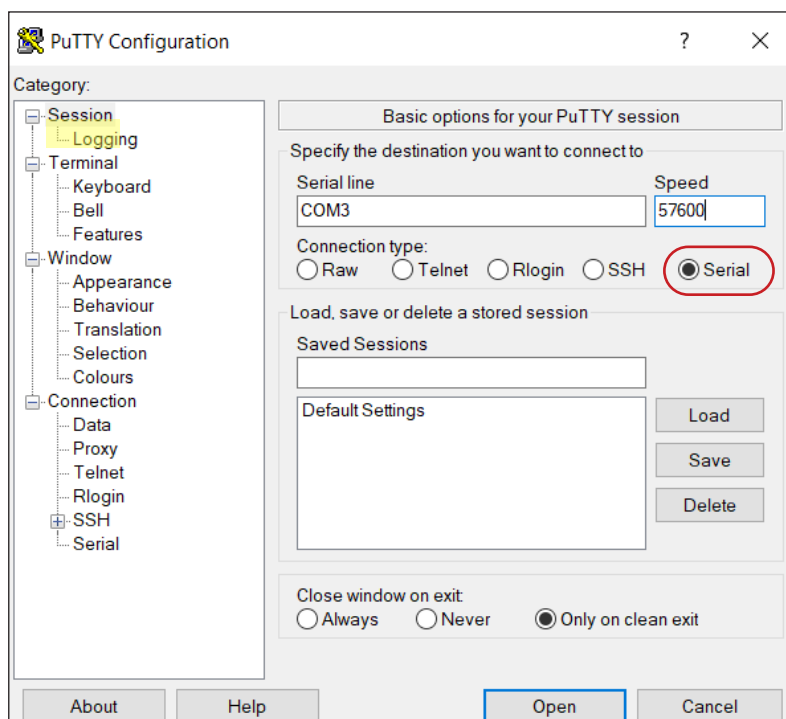 PuTTY Configuration
?
Category:
Session
Logging
Terminal
Keyboard
Bell
Features
Window
Appearance
Behaviour
Translation
Selection
Colours
Connection
Data
Proxy
Telnet
Rlogin
SSH
Serial
Basic options for your PuTTY session
Specify the destination you want to connect to
Serial line Speed
COM3 57600
Connection type:
Raw Telnet Rlogin SSH Serial
Load, save or delete a stored session
Saved Sessions
Default Settings
Load
Save
Delete
Close window on exit:
Always Never Only on clean exit
About Help Open Cancel